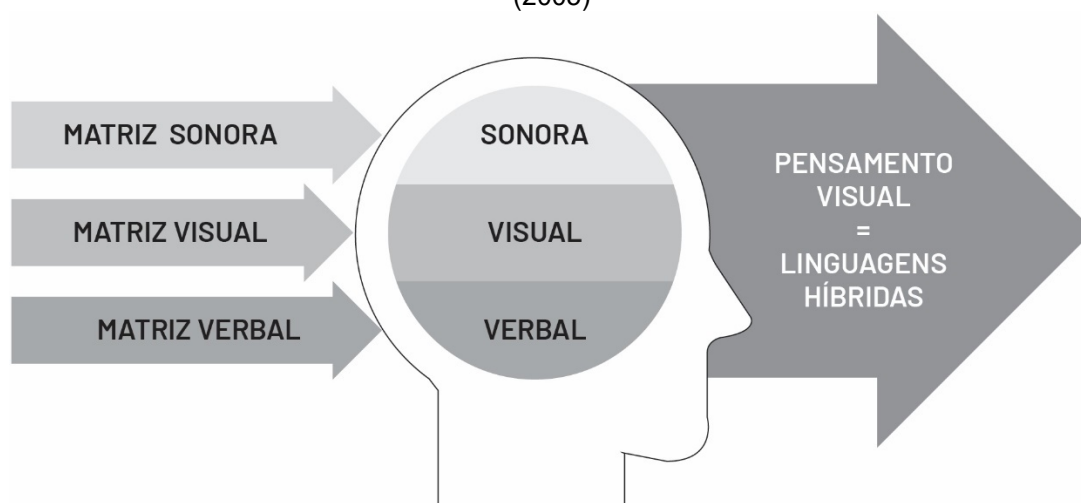 MATRIZ SONORA
MATRIZ VISUAL
MATRIZ VERBAL
SONORA
VISUAL
VERBAL
PENSAMENTO
VISUAL
=
LINGUAGENS
HÍBRIDAS